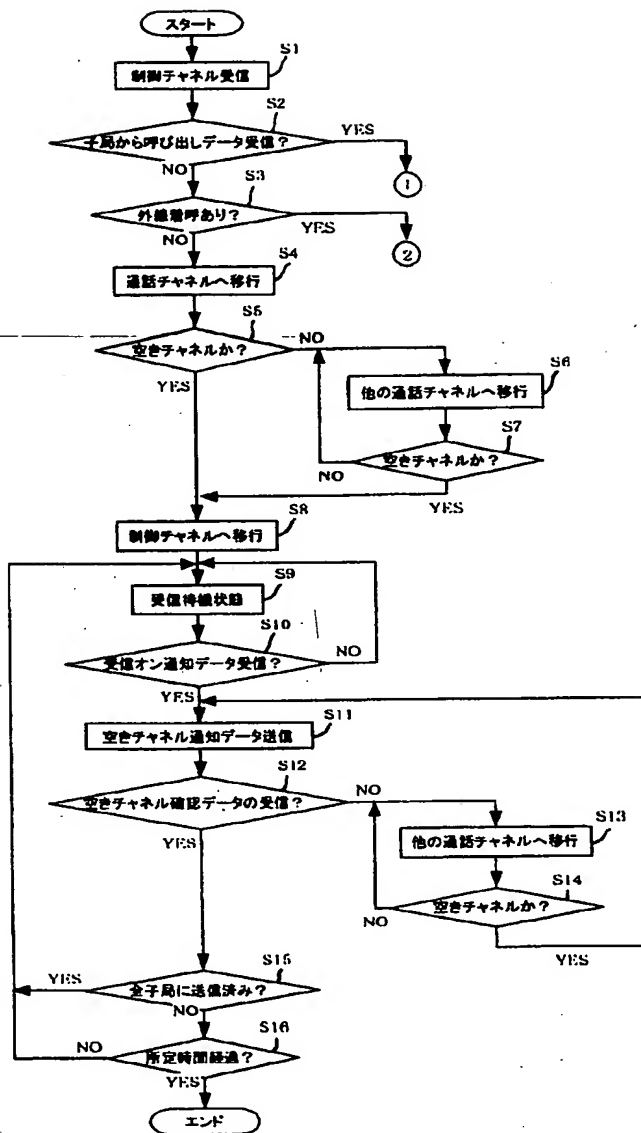 スタート
S1
制御チャネル受信
S2
子局から呼び出しデータ受信？
YES
NO
1
S3
外線着呼あり？
YES
NO
2
S4
通話チャネルへ移行
S5
空きチャネルか？
NO
YES
S6
他の通話チャネルへ移行
S7
空きチャネルか？
NO
YES
S8
制御チャネルへ移行
S9
受信待機状態
S10
受信オン通知データ受信？
NO
YES
S11
空きチャネル通知データ送信
S12
空きチャネル確認データの受信？
NO
YES
S13
他の通話チャネルへ移行
S14
空きチャネルか？
NO
YES
S15
全子局に送信済み？
YES
NO
S16
所定時間経過？
NO
YES
エンド